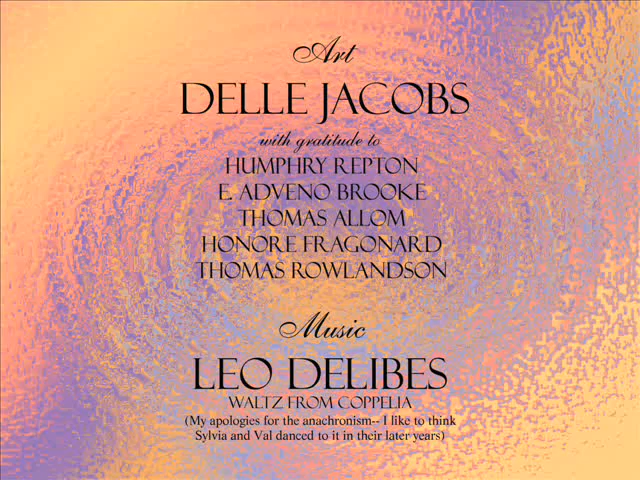 Art
DELLE JACOBS
with gratitude to
HUMPHRY REPTON
E. ADVENO BROOKE
THOMAS ALLOM
HONORE FRAGONARD
THOMAS ROWLANDSON
Music
LEO DELIBES
WALTZ FROM COPPELIA
(My apologies for the anachronism-- I like to think
Sylvia and Val danced to it in their later years)